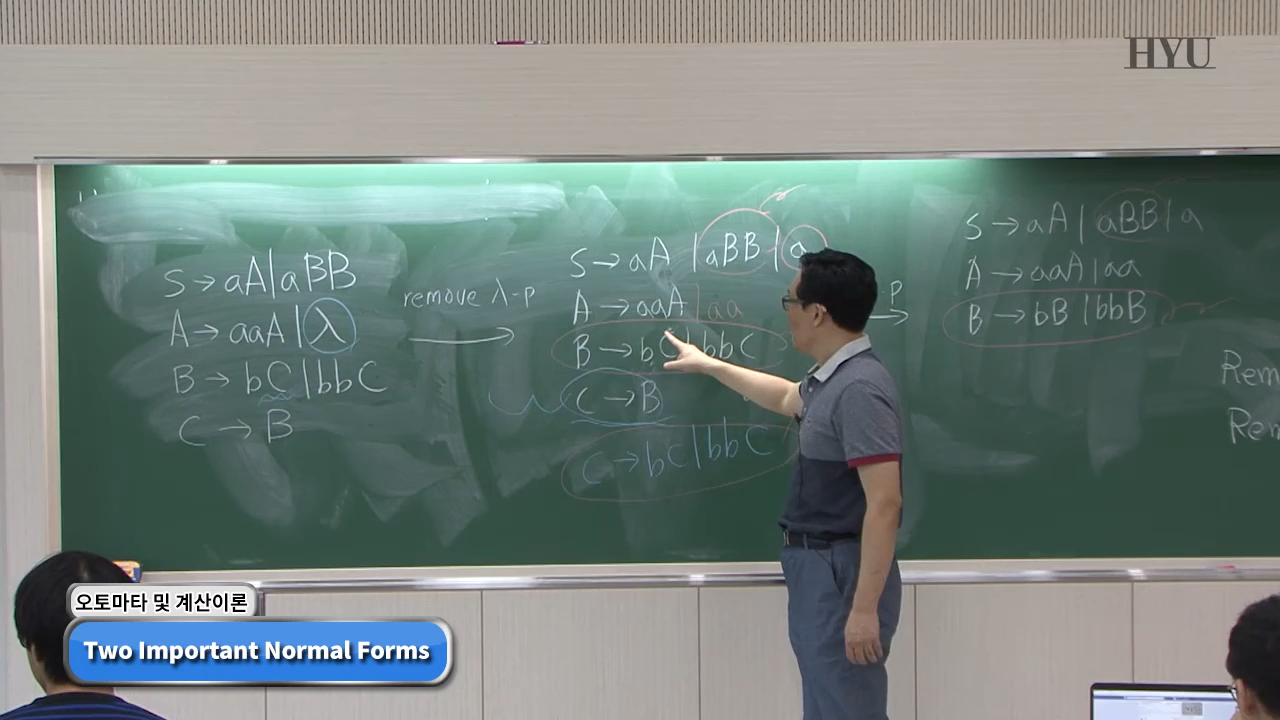 HYU
S → aA | aBB
A → aaA | λ
B → bC | bbC
C → B
remove λ-p
S → aA | aBB | a
A → aaA | aa
B → bC | bbC
C → B
C → bC | bbC
-p
S → aA | aBB | a
A → aaA | aa
B → bB | bbB
Rem
Rem
오토마타 및 계산이론
Two Important Normal Forms